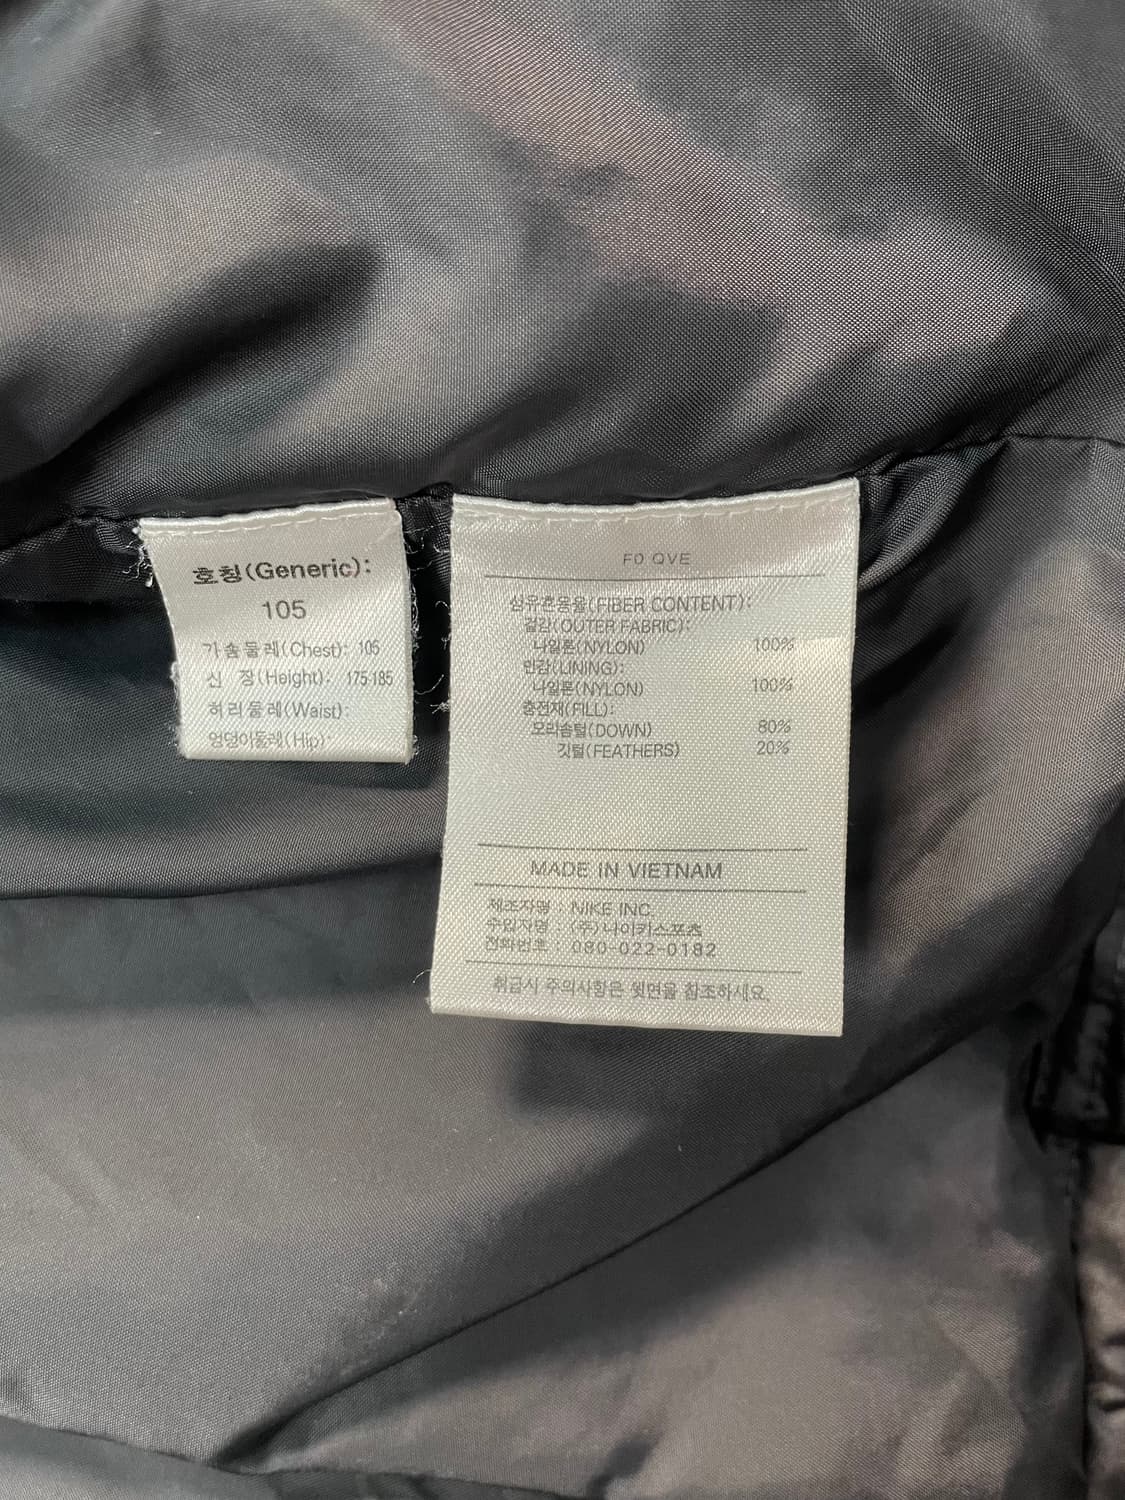 호칭(Generic):
105
가슴둘레(Chest): 105
신 장(Height): 175-185
허리둘레(Waist):
엉덩이둘레(Hip):
F0 QVE
섬유혼용율(FIBER CONTENT):
겉감(OUTER FABRIC):
나일론(NYLON) 100%
안감(LINING):
나일론(NYLON) 100%
충전재(FILL):
오리솜털(DOWN) 80%
깃털(FEATHERS) 20%
MADE IN VIETNAM
제조자명 : NIKE INC.
수입자명 : (주)나이키스포츠
전화번호 : 080-022-0182
취급시 주의사항은 뒷면을 참조하세요.